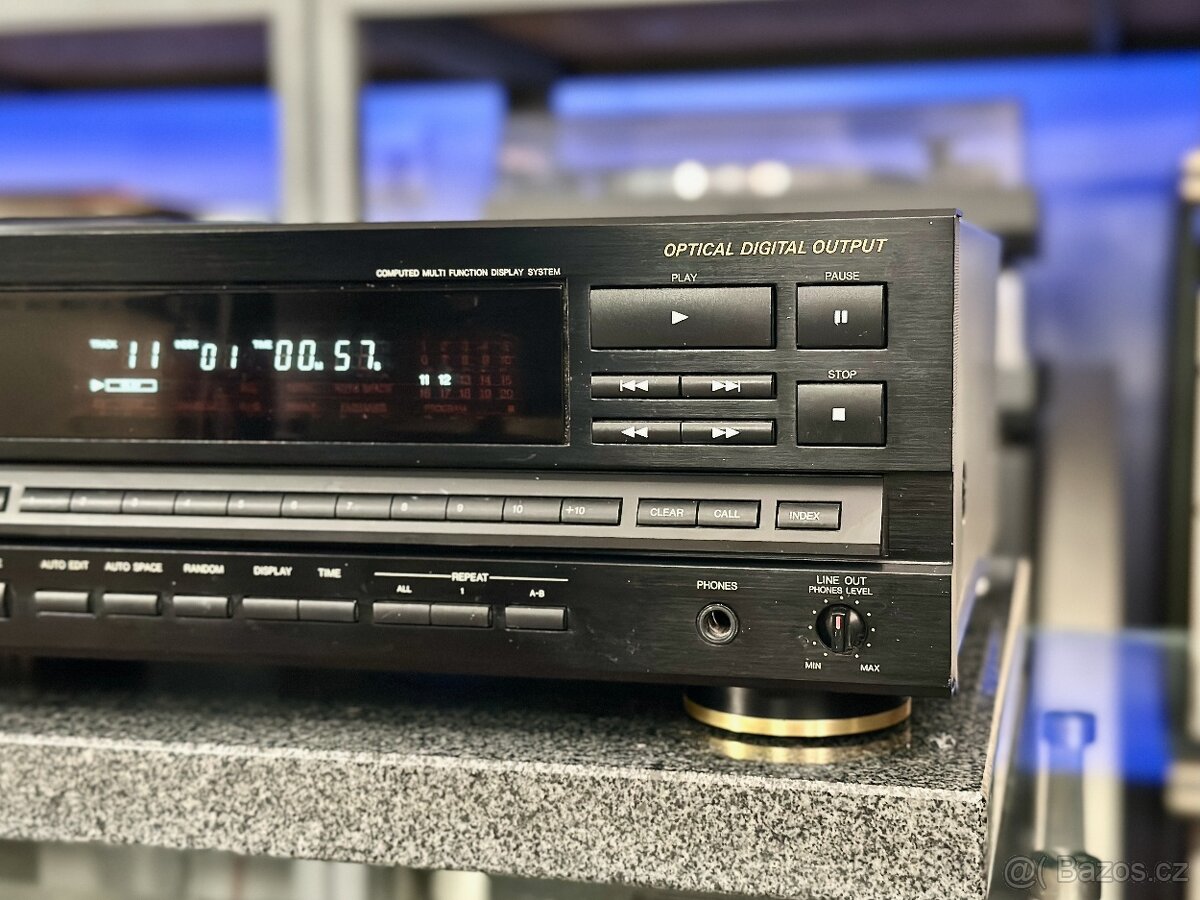 OPTICAL DIGITAL OUTPUT
COMPUTED MULTI FUNCTION DISPLAY SYSTEM
PLAY
PAUSE
TRACK 11 INDEX 01 TIME 00m 57s
11 12 13 14 15
16 17 18 19 20
PROGRAM
STOP
1 2 3 4 5 6 7 8 9 10 +10
CLEAR CALL INDEX
AUTO EDIT AUTO SPACE RANDOM DISPLAY TIME
REPEAT
ALL 1 A-B
PHONES
LINE OUT
PHONES LEVEL
MIN MAX
@( Bazos.cz